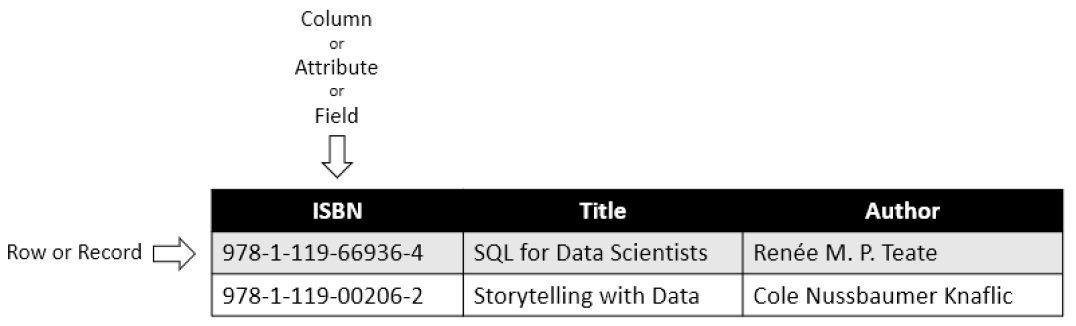 Column
or
Attribute
or
Field
ISBN Title Author
Row or Record 978-1-119-66936-4 SQL for Data Scientists Renée M. P. Teate
978-1-119-00206-2 Storytelling with Data Cole Nussbaumer Knaflic